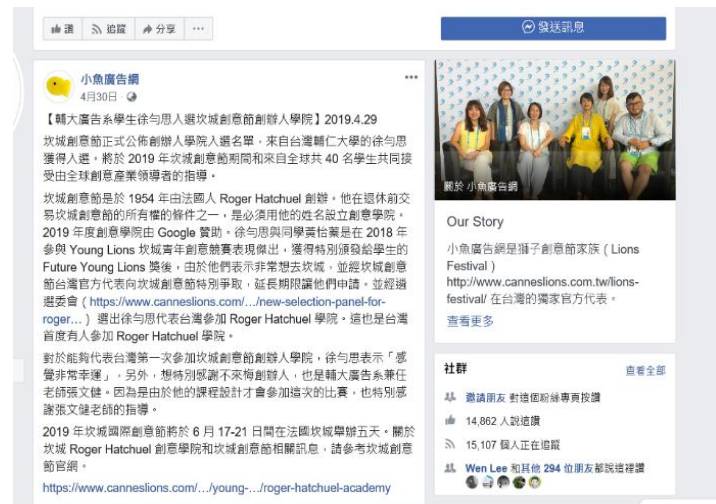 讚 追蹤 分享 ...
發送訊息
小魚廣告網
4月30日
【輔大廣告系學生徐勻思入選坎城創意節創辦人學院】2019.4.29
坎城創意節正式公佈創辦人學院入選名單，來自台灣輔仁大學的徐勻思
獲得入選，將於 2019 年坎城創意節期間和來自全球共 40 名學生共同接
受由全球創意產業領導者的指導。
坎城創意節是於 1954 年由法國人 Roger Hatchuel 創辦。他在退休前交
易坎城創意節的所有權的條件之一，是必須用他的姓名設立創意學院。
2019 年度創意學院由 Google 贊助。徐勻思與同學黃怡蓁是在 2018 年
參與 Young Lions 坎城青年創意競賽表現傑出，獲得特別頒發給學生的
Future Young Lions 獎後，由於他們表示非常想去坎城，並經坎城創意
節台灣官方代表向坎城創意節特別爭取，延長期限讓他們申請。並經過
選委會（https://www.canneslions.com/.../new-selection-panel-for-
roger...） 選出徐勻思代表台灣參加 Roger Hatchuel 學院。這也是台灣
首度有人參加 Roger Hatchuel 學院。
對於能夠代表台灣第一次參加坎城創意節創辦人學院，徐勻思表示「感
覺非常幸運」，另外，想特別感謝不來梅創辦人，也是輔大廣告系兼任
老師張文健。因為是由於他的課程設計才會參加這次的比賽，也特別感
謝張文健老師的指導。
2019 年坎城國際創意節將於 6 月 17-21 日間在法國坎城舉辦五天。關於
坎城 Roger Hatchuel 創意學院和坎城創意節相關訊息，請參考坎城創意
節官網。
https://www.canneslions.com/.../young-.../roger-hatchuel-academy
關於 小魚廣告網
Our Story
小魚廣告網是獅子創意節家族（Lions
Festival）
http://www.canneslions.com.tw/lions-
festival/ 在台灣的獨家官方代表。
查看更多
社群
查看全部
邀請朋友 對這個粉絲專頁按讚
14,862 人說這讚
15,107 個人正在追蹤
Wen Lee 和其他 294 位朋友都說這裡讚